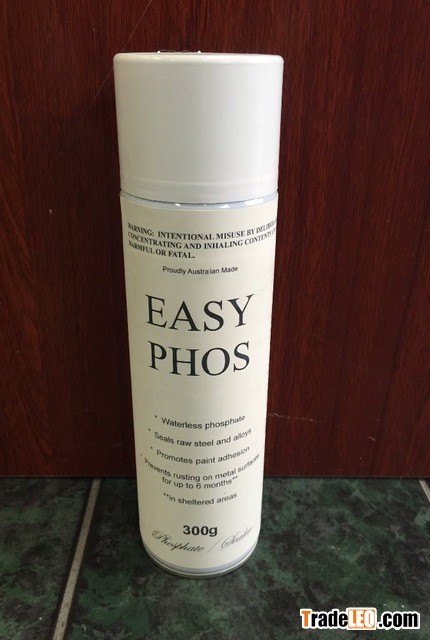 WARNING: INTENTIONAL MISUSE BY
CONCENTRATING AND INHALING CONTENTS
HARMFUL OR FATAL.
Proudly Australian Made
EASY
PHOS
* Waterless phosphate
* Seals raw steel and alloys
* Promotes paint adhesion
* Prevents rusting on metal surfaces
for up to 6 months**
**in sheltered areas
300g
Phosphate / Sealer
TradeLEO.com